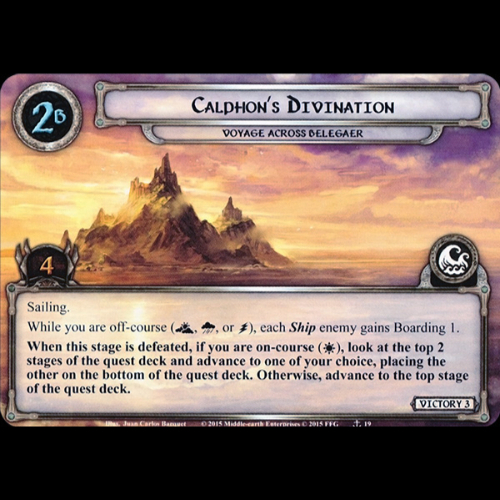 2B
CALPHON'S DIVINATION
VOYAGE ACROSS BELEGAER
4
Sailing.
While you are off-course (, , or ), each Ship enemy gains Boarding 1.
When this stage is defeated, if you are on-course (), look at the top 2
stages of the quest deck and advance to one of your choice, placing the
other on the bottom of the quest deck. Otherwise, advance to the top stage
of the quest deck.
VICTORY 3
Illus. Juan Carlos Barquet © 2015 Middle-earth Enterprises © 2015 FFG 19